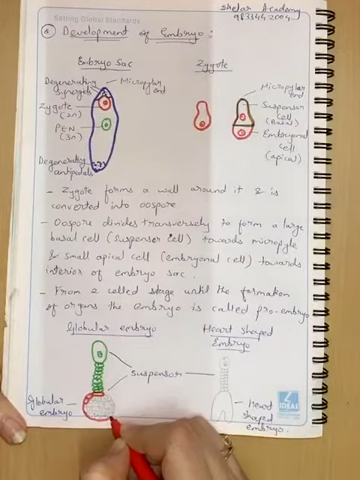 Setting Global Standards
Shelar Academy
9833442004
⑥ Development of Embryo :
Embryo Sac
Zygote
Degenerating synergids
Micropylar end
Zygote (2n)
PEN (3n)
Degenerating antipodals
Micropylar end
Suspensor cell (basal)
Embryonal cell (apical)
- Zygote forms a wall around it & is
converted into oospore
- Oospore divides transversely to form a large
basal cell (suspensor cell) towards micropyle
& small apical cell (embryonal cell) towards
interior of embryo sac.
- From 2 celled stage until the formation
of organs the embryo is called pro-embryo
Globular embryo
Heart shaped Embryo
Suspensor
Globular embryo
Heart shaped embryo.
IDEAS